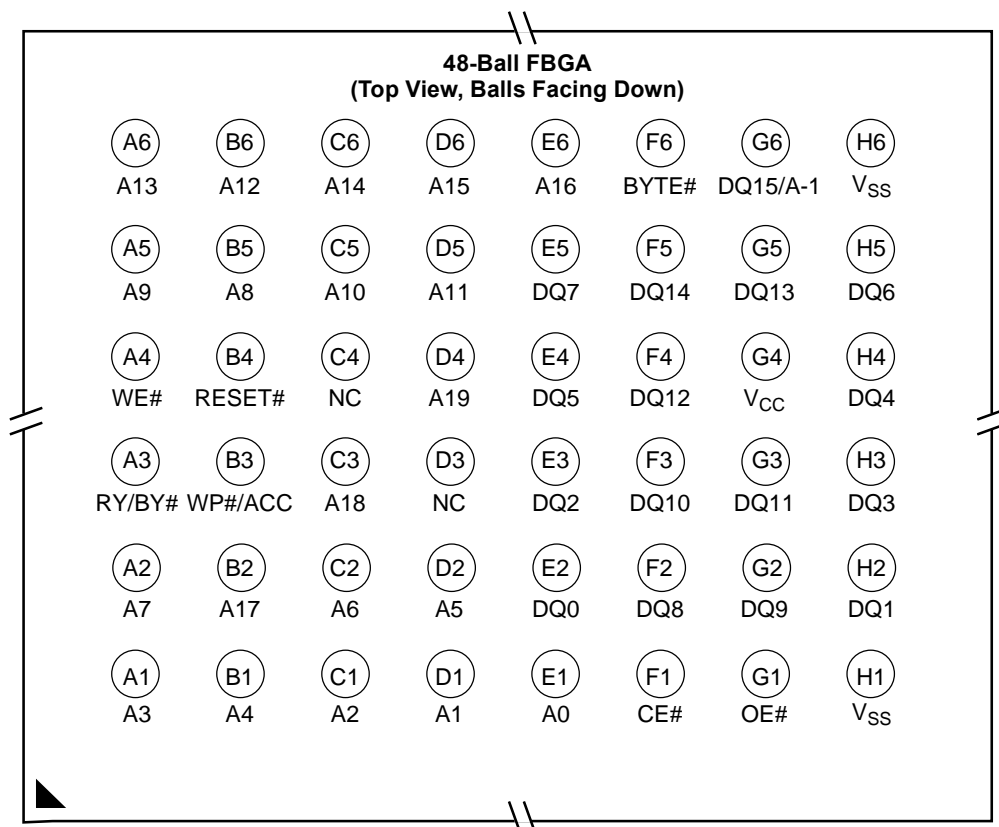 48-Ball FBGA
(Top View, Balls Facing Down)
A6 B6 C6 D6 E6 F6 G6 H6
A13 A12 A14 A15 A16 BYTE# DQ15/A-1 VSS
A5 B5 C5 D5 E5 F5 G5 H5
A9 A8 A10 A11 DQ7 DQ14 DQ13 DQ6
A4 B4 C4 D4 E4 F4 G4 H4
WE# RESET# NC A19 DQ5 DQ12 VCC DQ4
A3 B3 C3 D3 E3 F3 G3 H3
RY/BY# WP#/ACC A18 NC DQ2 DQ10 DQ11 DQ3
A2 B2 C2 D2 E2 F2 G2 H2
A7 A17 A6 A5 DQ0 DQ8 DQ9 DQ1
A1 B1 C1 D1 E1 F1 G1 H1
A3 A4 A2 A1 A0 CE# OE# VSS